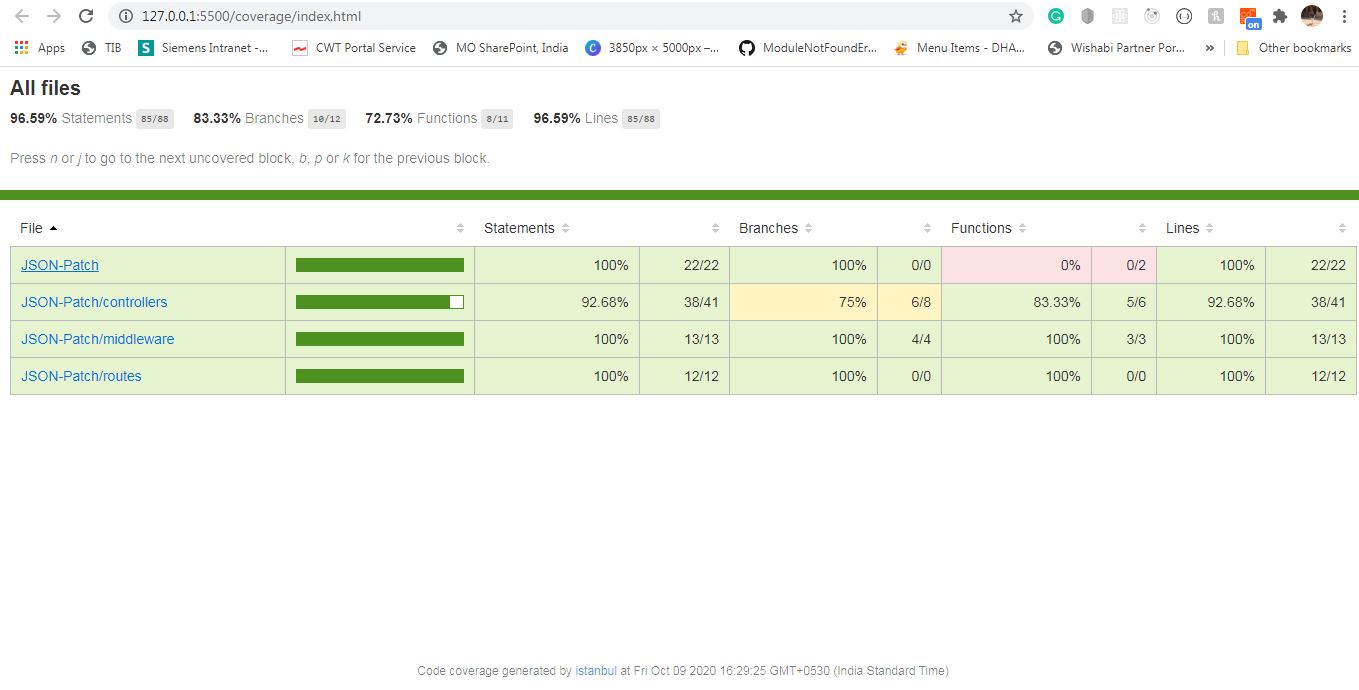 127.0.0.1:5500/coverage/index.html
on
Apps TIB Siemens Intranet -... CWT Portal Service MO SharePoint, India 3850px × 5000px –... ModuleNotFoundEr... Menu Items - DHA... Wishabi Partner Por... » Other bookmarks
All files
96.59% Statements 85/88 83.33% Branches 10/12 72.73% Functions 8/11 96.59% Lines 85/88
Press n or j to go to the next uncovered block, b, p or k for the previous block.
File Statements Branches Functions Lines
JSON-Patch 100% 22/22 100% 0/0 0% 0/2 100% 22/22
JSON-Patch/controllers 92.68% 38/41 75% 6/8 83.33% 5/6 92.68% 38/41
JSON-Patch/middleware 100% 13/13 100% 4/4 100% 3/3 100% 13/13
JSON-Patch/routes 100% 12/12 100% 0/0 100% 0/0 100% 12/12
Code coverage generated by istanbul at Fri Oct 09 2020 16:29:25 GMT+0530 (India Standard Time)